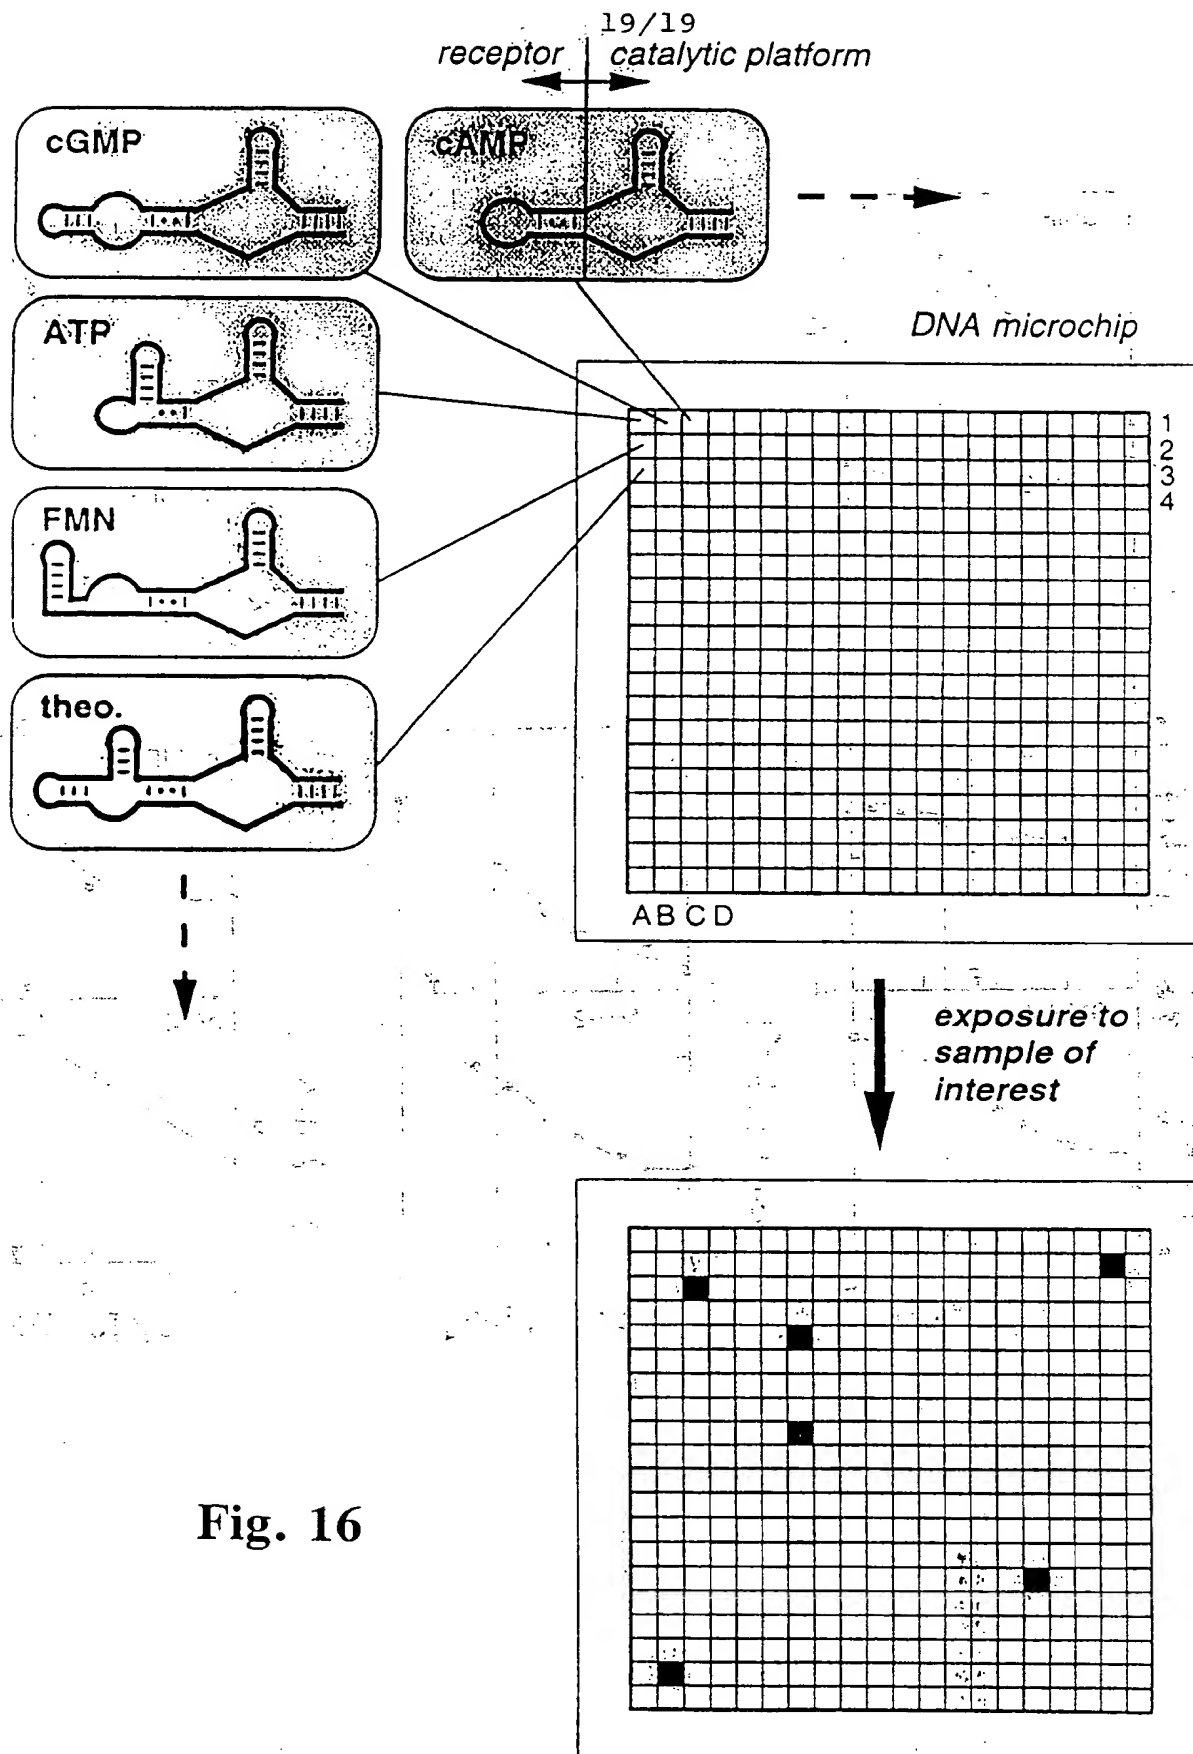 19/19
receptor catalytic platform
cGMP
cAMP
ATP
DNA microchip
1
2
3
4
FMN
theo.
A B C D
exposure to
sample of
interest
Fig. 16